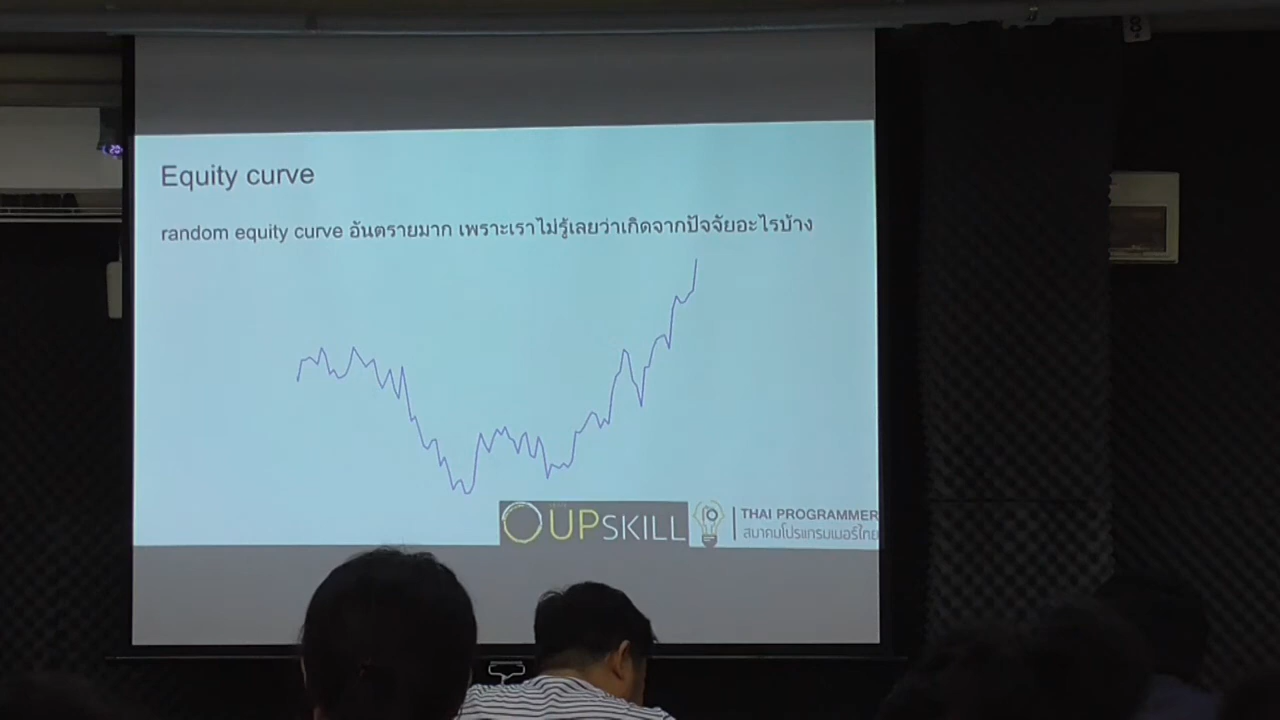 Equity curve
random equity curve อันตรายมาก เพราะเราไม่รู้เลยว่าเกิดจากปัจจัยอะไรบ้าง
UPSKILL
THAI PROGRAMMER
สมาคมโปรแกรมเมอร์ไทย